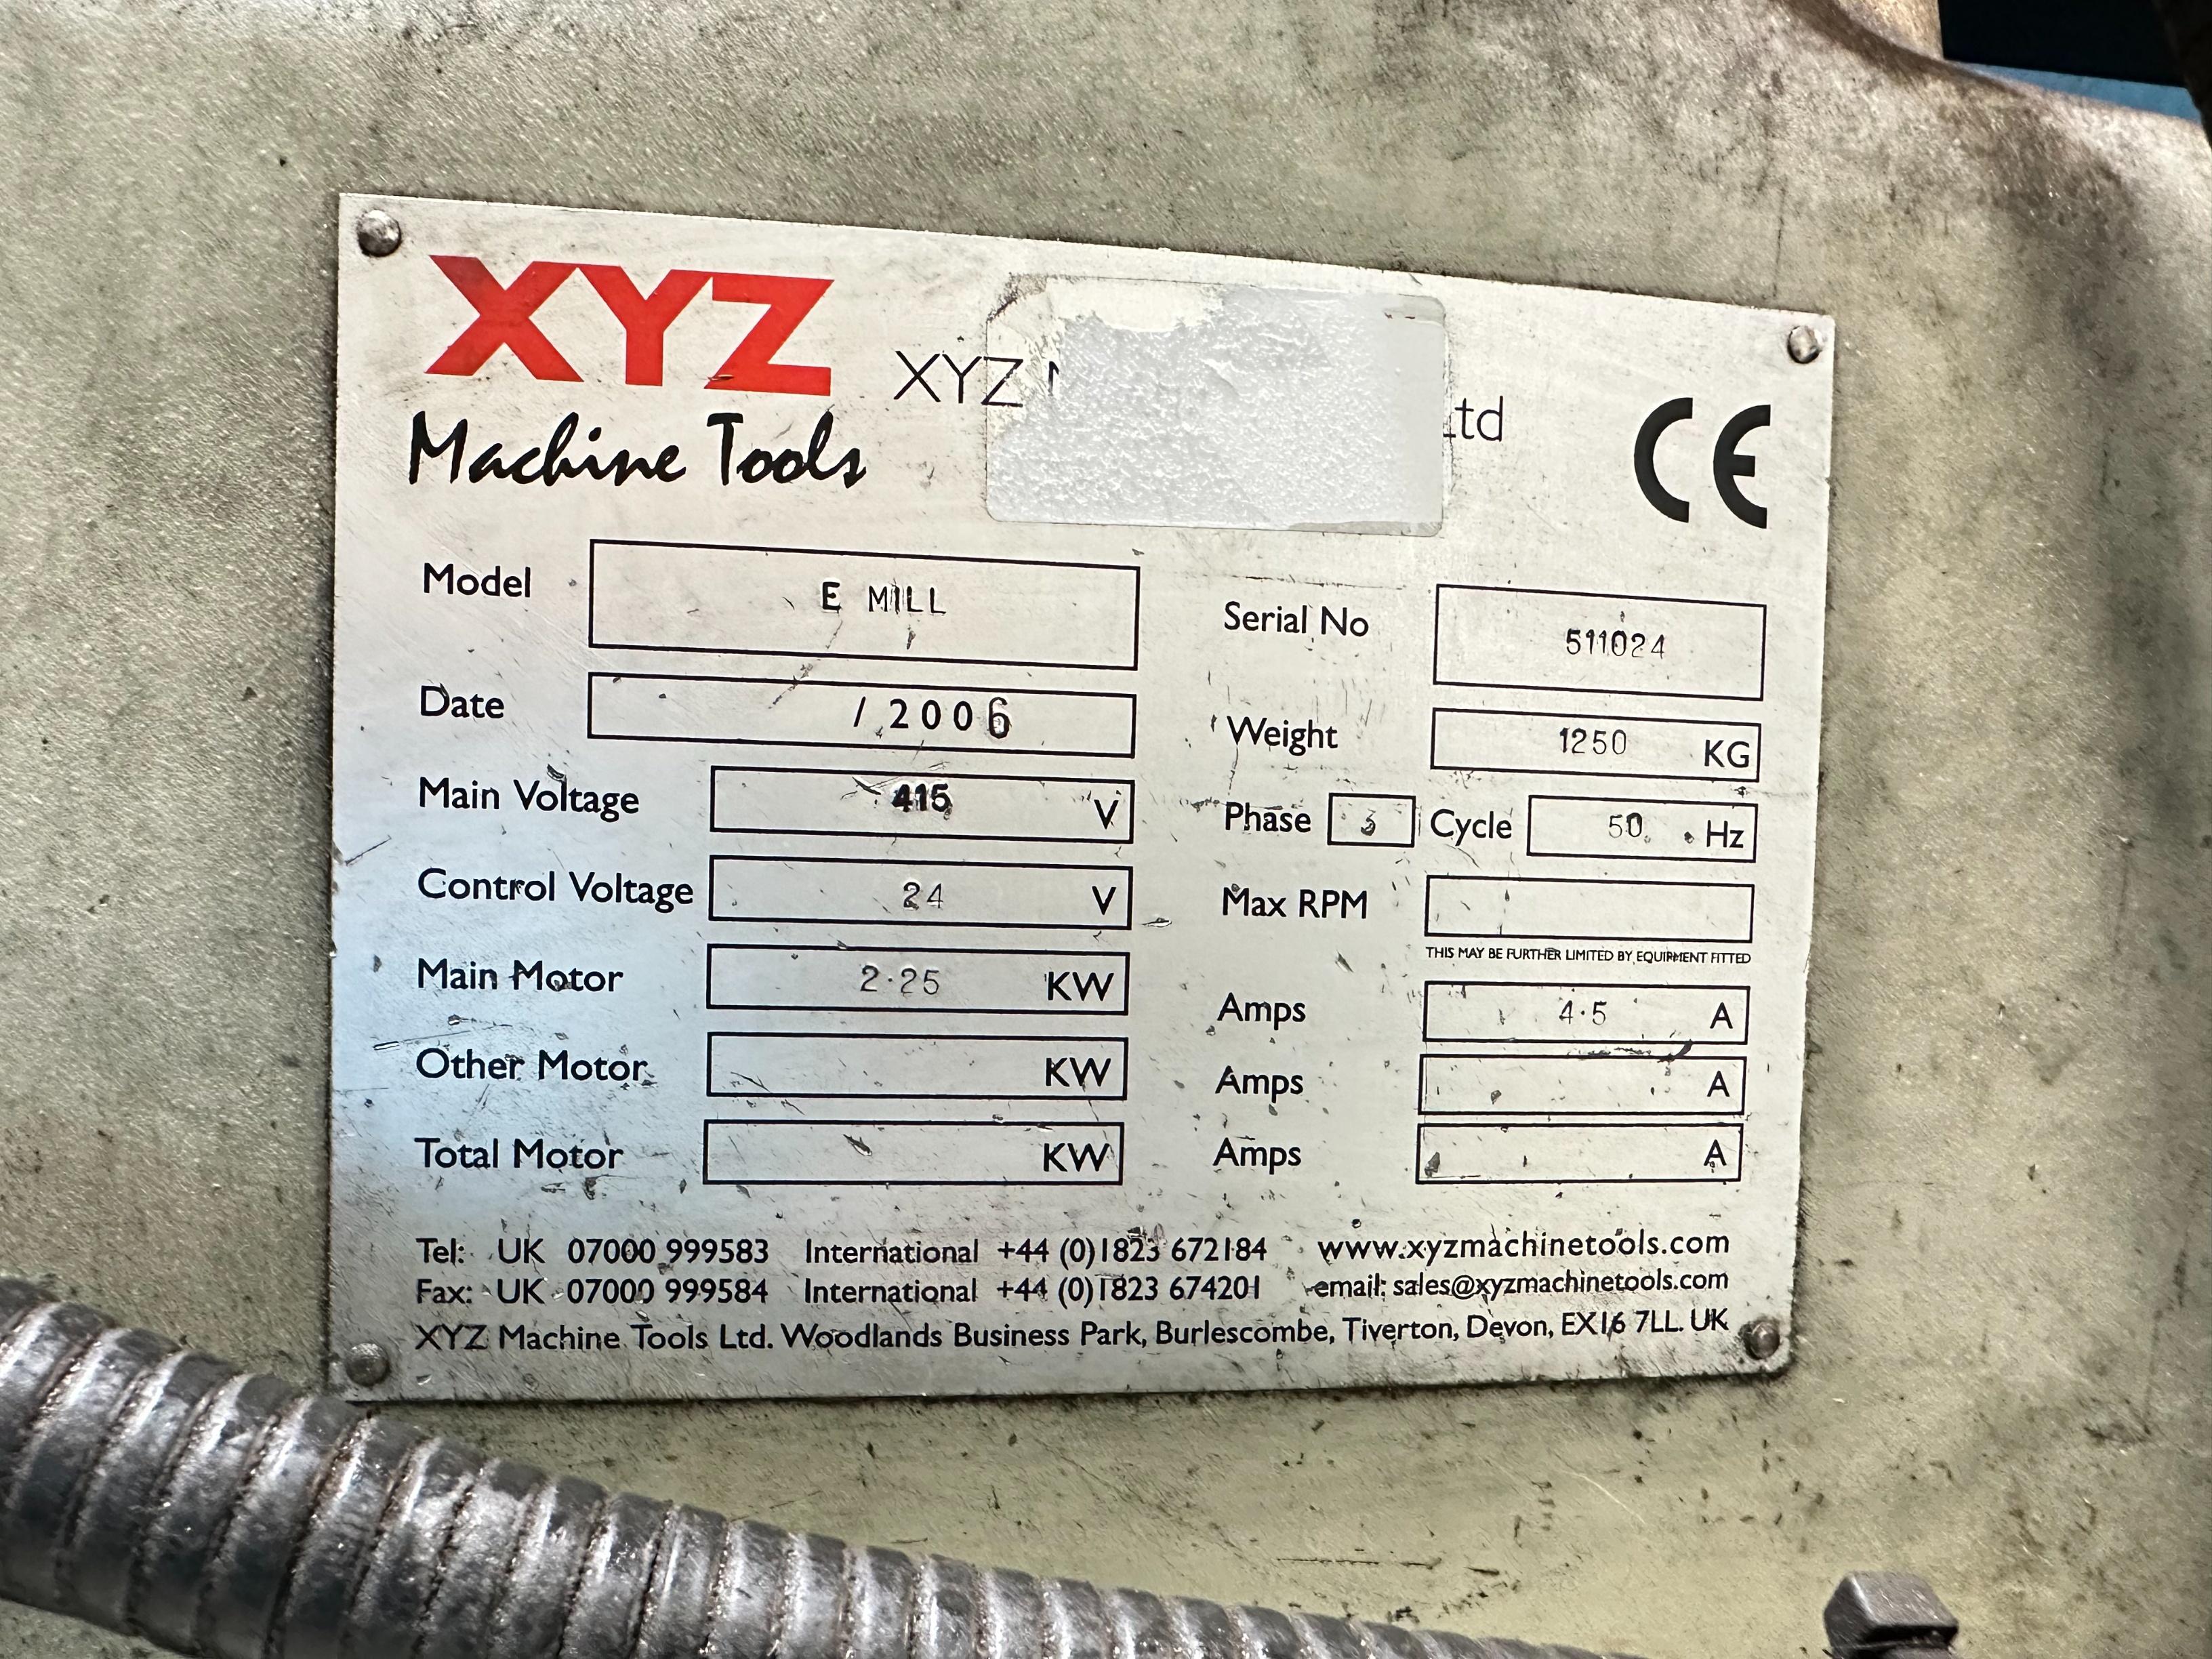 XYZ
Machine Tools
XYZ
CE
Model E MILL
Serial No 511024
Date / 2006
Weight 1250 KG
Main Voltage 415 V
Phase 3 Cycle 50 Hz
Control Voltage 24 V
Max RPM
THIS MAY BE FURTHER LIMITED BY EQUIPMENT FITTED
Main Motor 2·25 KW
Amps 4·5 A
Other Motor KW
Amps A
Total Motor KW
Amps A
Tel: UK 07000 999583 International +44 (0)1823 672184 www.xyzmachinetools.com
Fax: UK 07000 999584 International +44 (0)1823 674201 email: sales@xyzmachinetools.com
XYZ Machine Tools Ltd. Woodlands Business Park, Burlescombe, Tiverton, Devon, EX16 7LL. UK